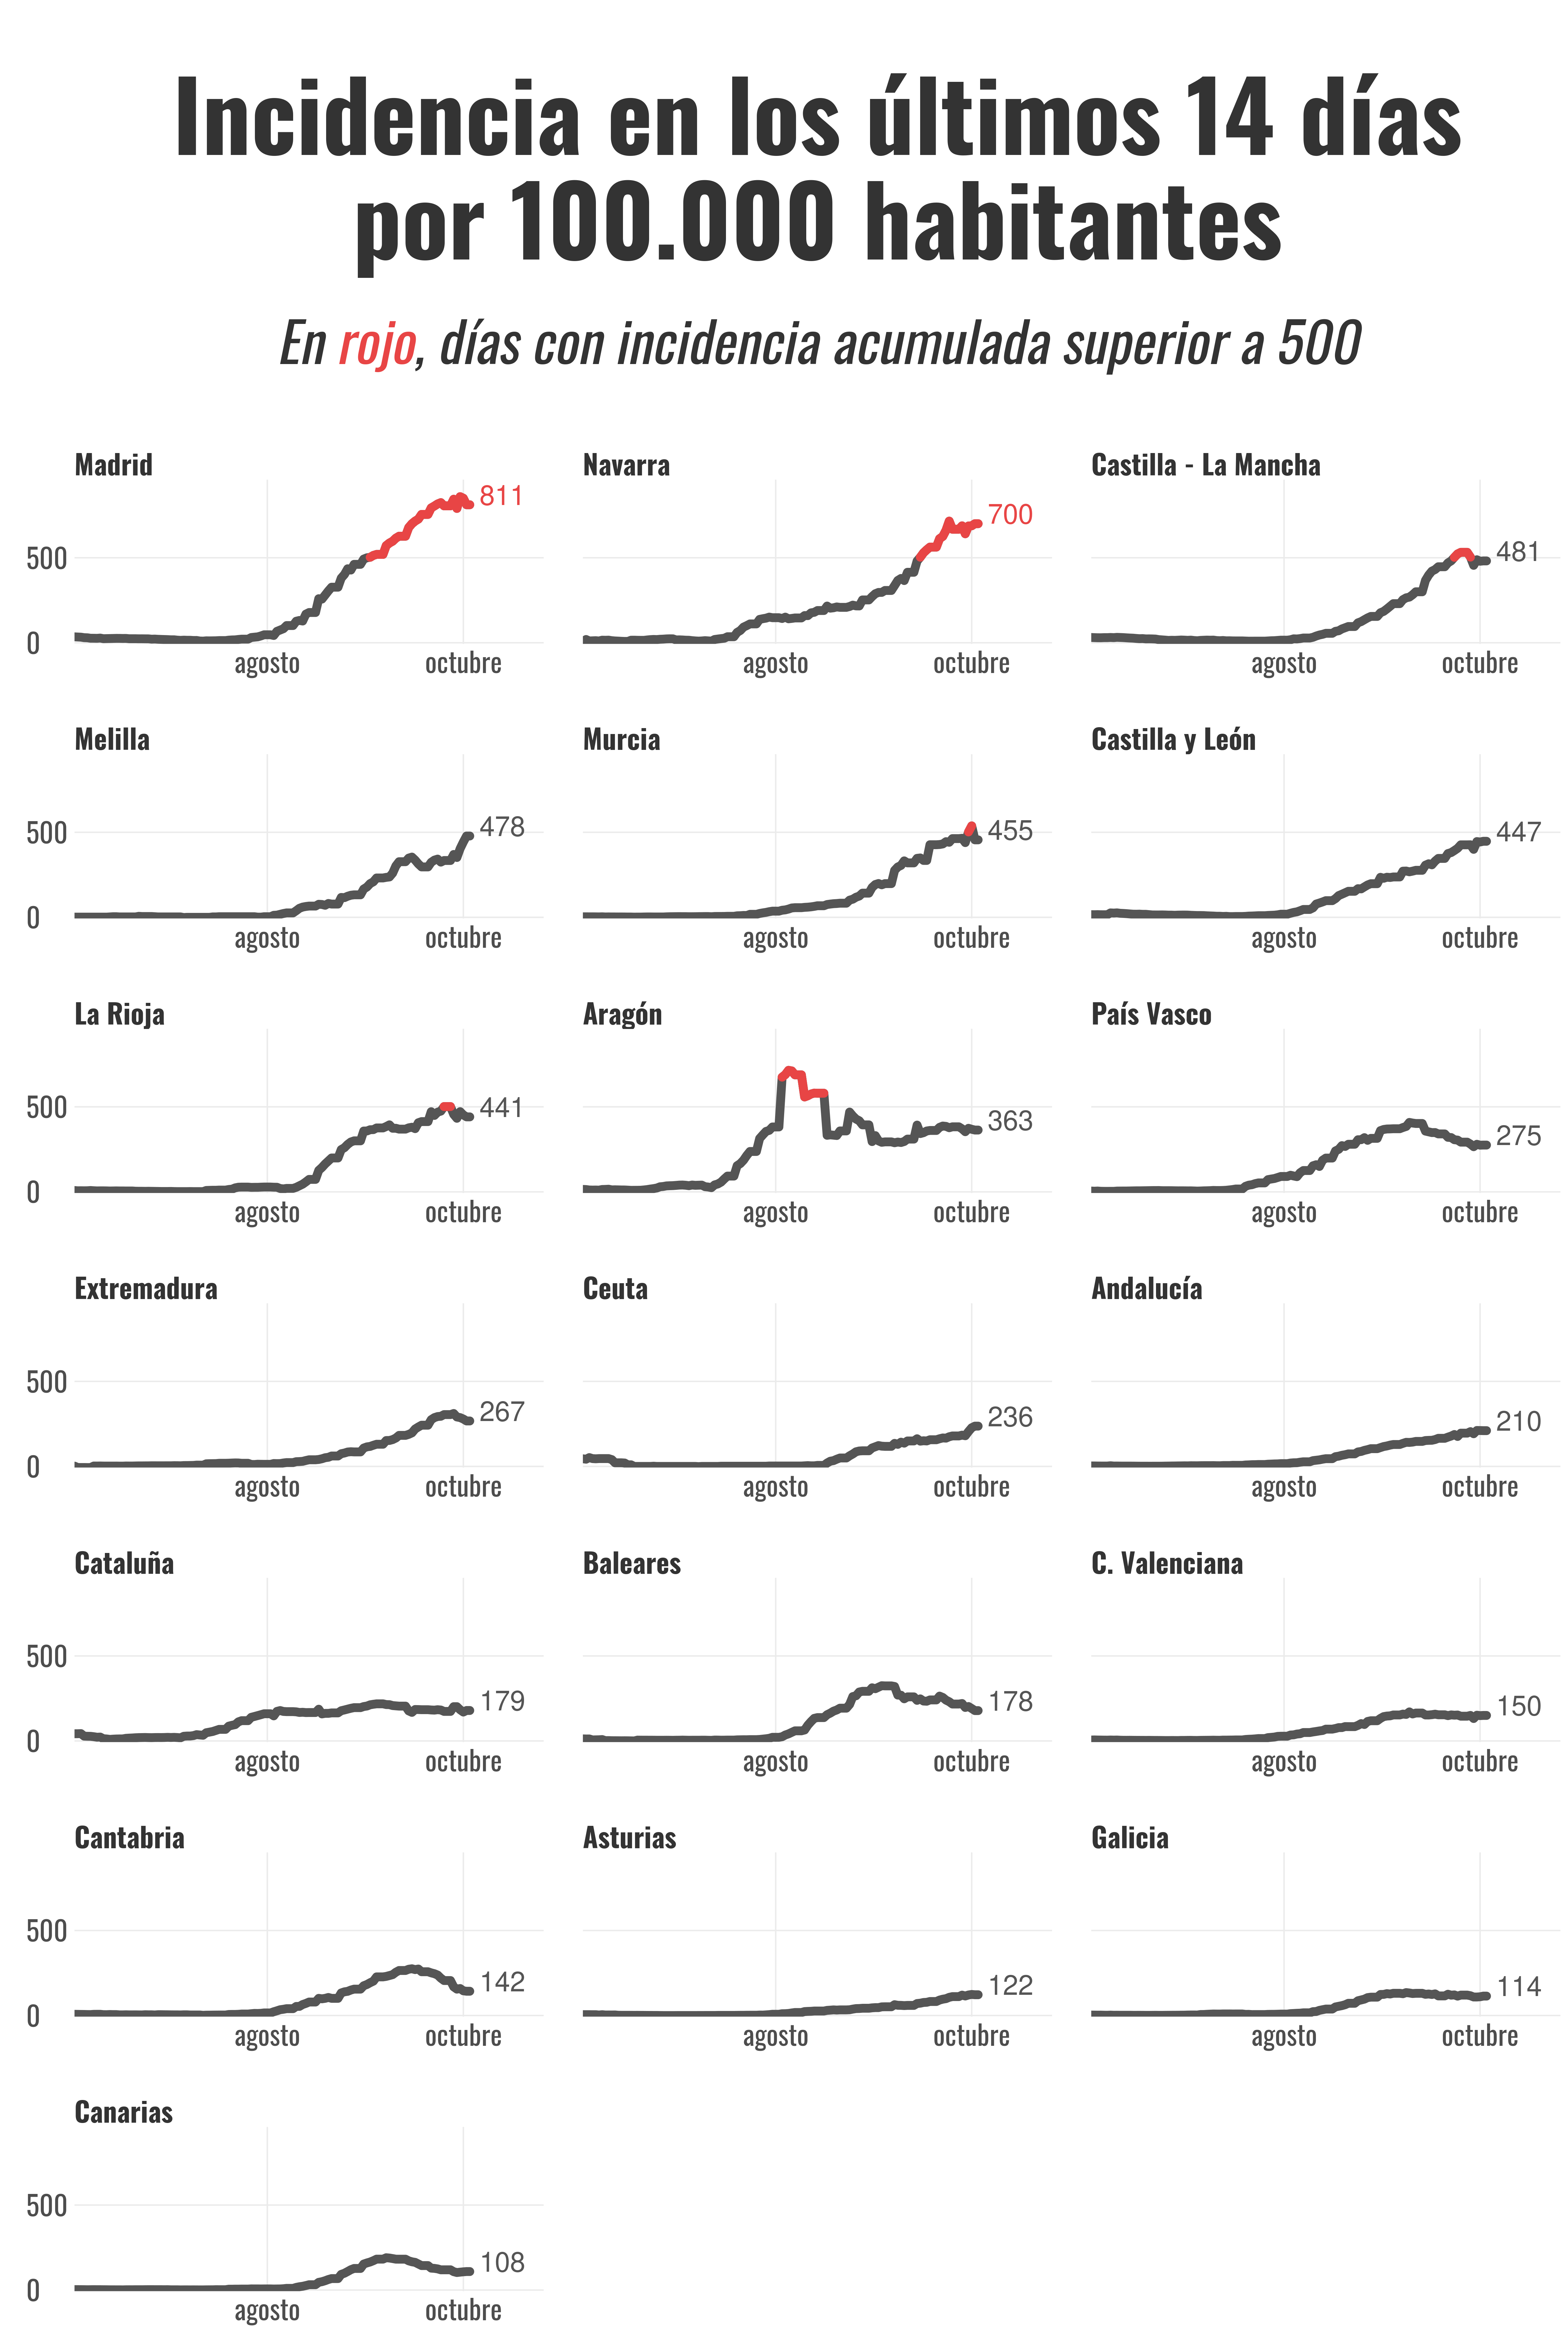 Incidencia en los últimos 14 días
por 100.000 habitantes
En rojo, días con incidencia acumulada superior a 500
Madrid
Navarra
Castilla - La Mancha
811
700
481
500
0
agosto
octubre
agosto
octubre
agosto
octubre
Melilla
Murcia
Castilla y León
478
455
447
500
0
agosto
octubre
agosto
octubre
agosto
octubre
La Rioja
Aragón
País Vasco
441
363
275
500
0
agosto
octubre
agosto
octubre
agosto
octubre
Extremadura
Ceuta
Andalucía
267
236
210
500
0
agosto
octubre
agosto
octubre
agosto
octubre
Cataluña
Baleares
C. Valenciana
179
178
150
500
0
agosto
octubre
agosto
octubre
agosto
octubre
Cantabria
Asturias
Galicia
142
122
114
500
0
agosto
octubre
agosto
octubre
agosto
octubre
Canarias
108
500
0
agosto
octubre